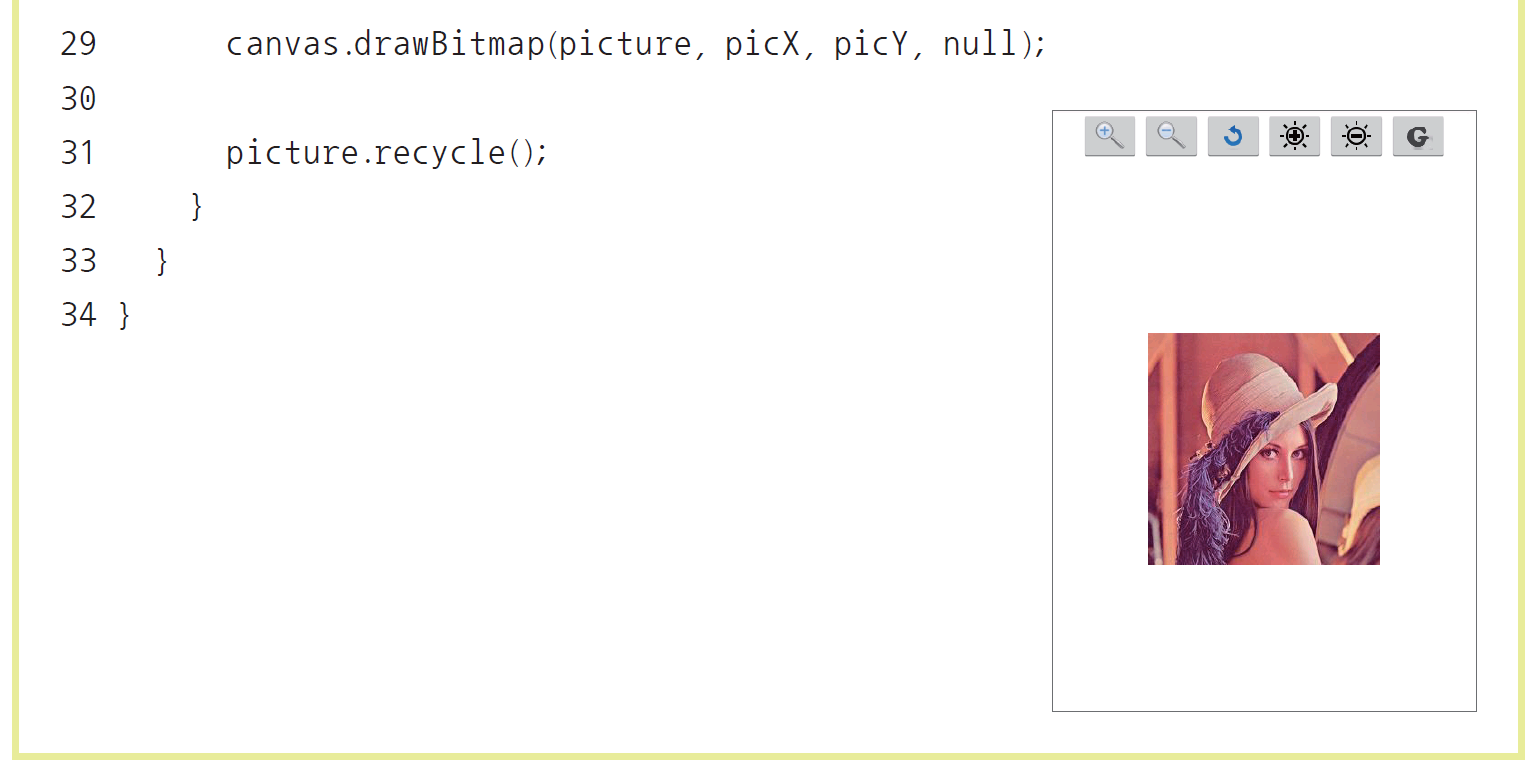 29 canvas.drawBitmap(picture, picX, picY, null);
30
31 picture.recycle();
32 }
33 }
34 }
G